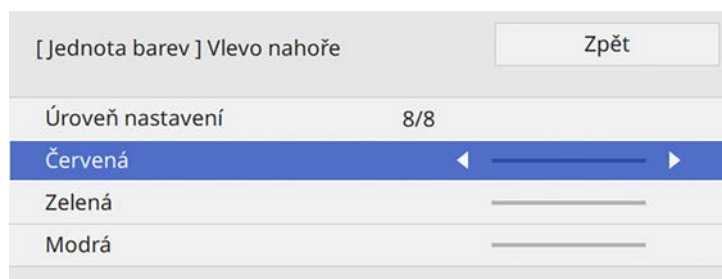 [ Jednota barev ] Vlevo nahoře
Zpět
Úroveň nastavení 8/8
Červená
Zelená
Modrá